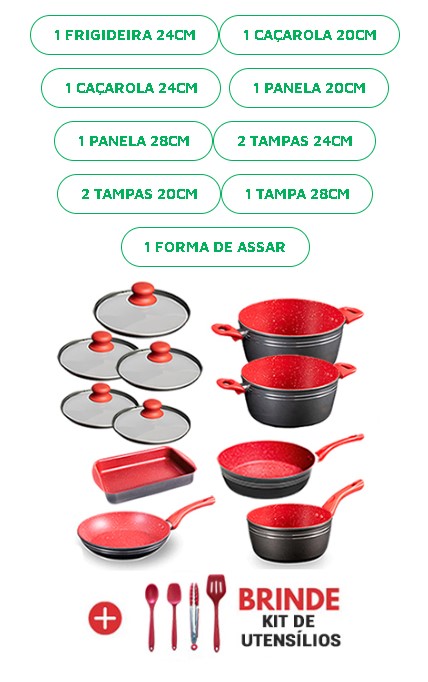 1 FRIGIDEIRA 24CM
1 CAÇAROLA 20CM
1 CAÇAROLA 24CM
1 PANELA 20CM
1 PANELA 28CM
2 TAMPAS 24CM
2 TAMPAS 20CM
1 TAMPA 28CM
1 FORMA DE ASSAR
BRINDE
KIT DE
UTENSÍLIOS